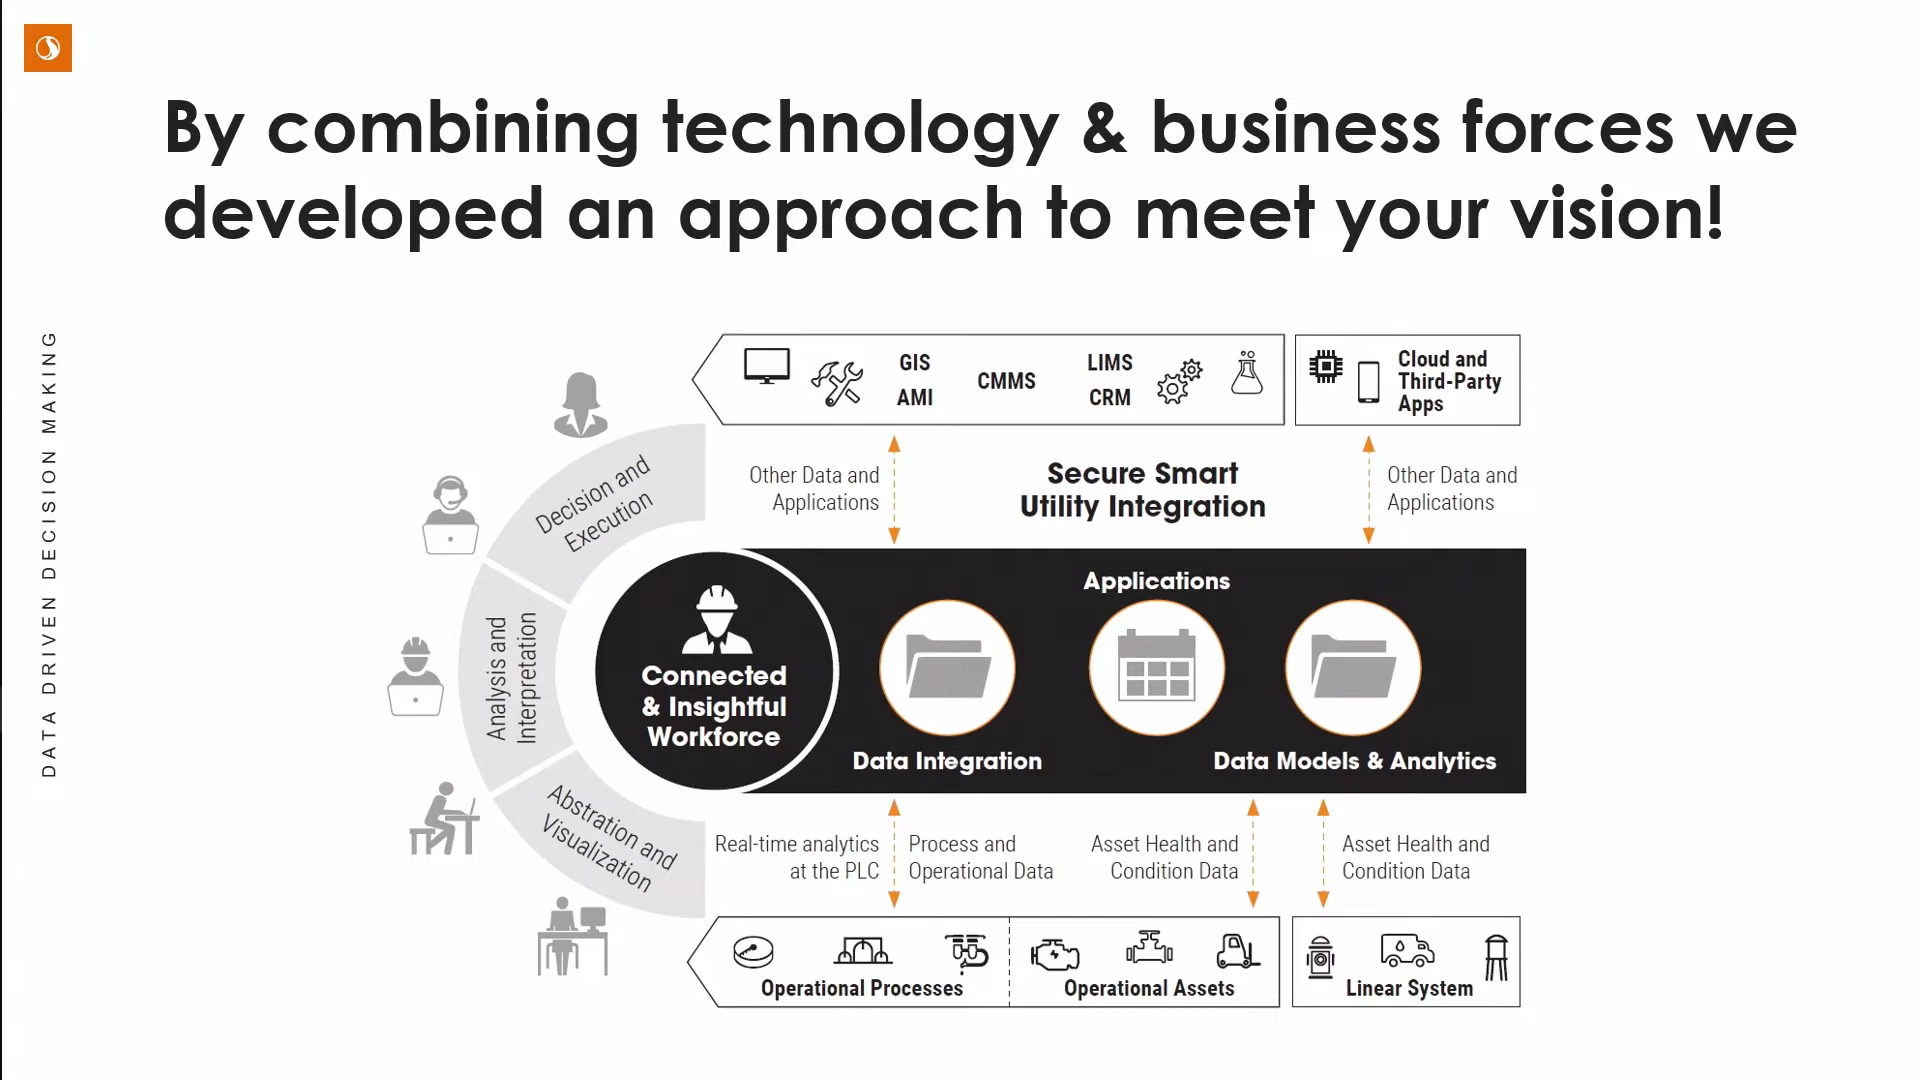 By combining technology & business forces we
developed an approach to meet your vision!
DATA DRIVEN DECISION MAKING
GIS
AMI
CMMS
LIMS
CRM
Cloud and
Third-Party
Apps
Other Data and
Applications
Secure Smart
Utility Integration
Other Data and
Applications
Decision and
Execution
Analysis and
Interpretation
Abstration and
Visualization
Connected
& Insightful
Workforce
Applications
Data Integration
Data Models & Analytics
Real-time analytics
at the PLC
Process and
Operational Data
Asset Health and
Condition Data
Asset Health and
Condition Data
Operational Processes
Operational Assets
Linear System